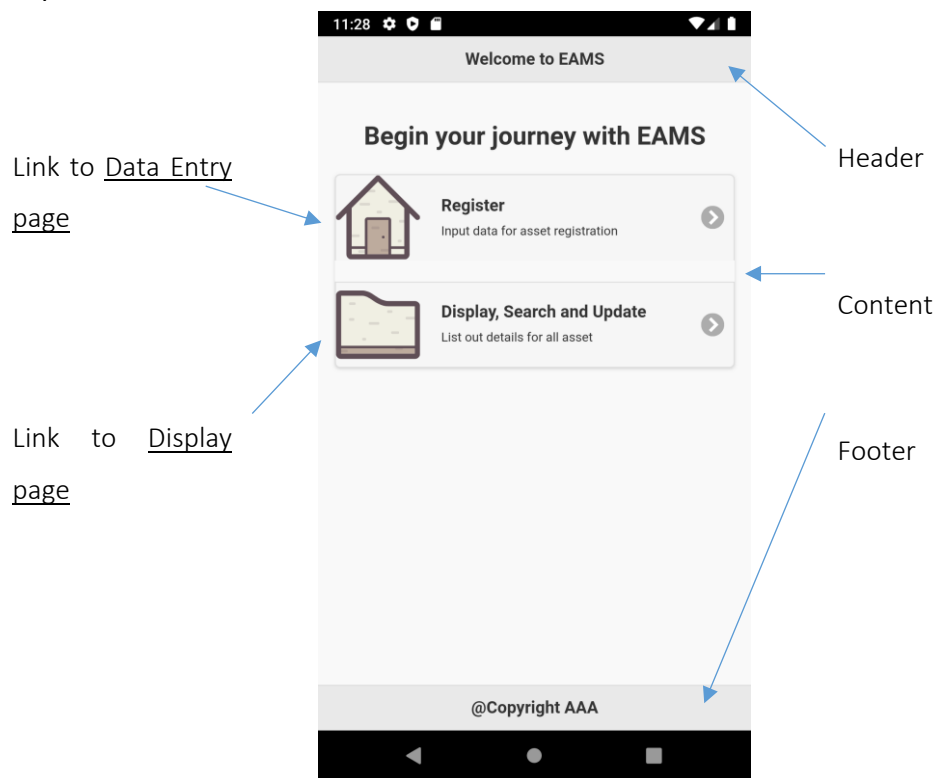 11:28
Welcome to EAMS
Begin your journey with EAMS
Link to Data Entry
page
Header
Register
Input data for asset registration
Content
Display, Search and Update
List out details for all asset
Link to Display
page
Footer
@Copyright AAA